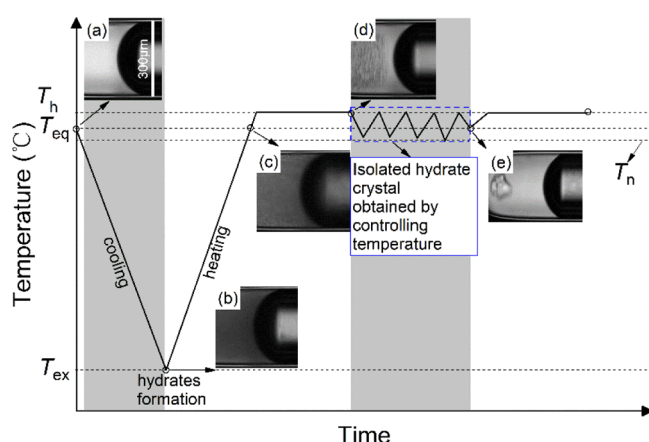 (a)
300μm
(d)
Th
Teq
Tn
(c)
Isolated hydrate
crystal
obtained by
controlling
temperature
(e)
Temperature (℃)
cooling
heating
(b)
Tex
hydrates
formation
Time